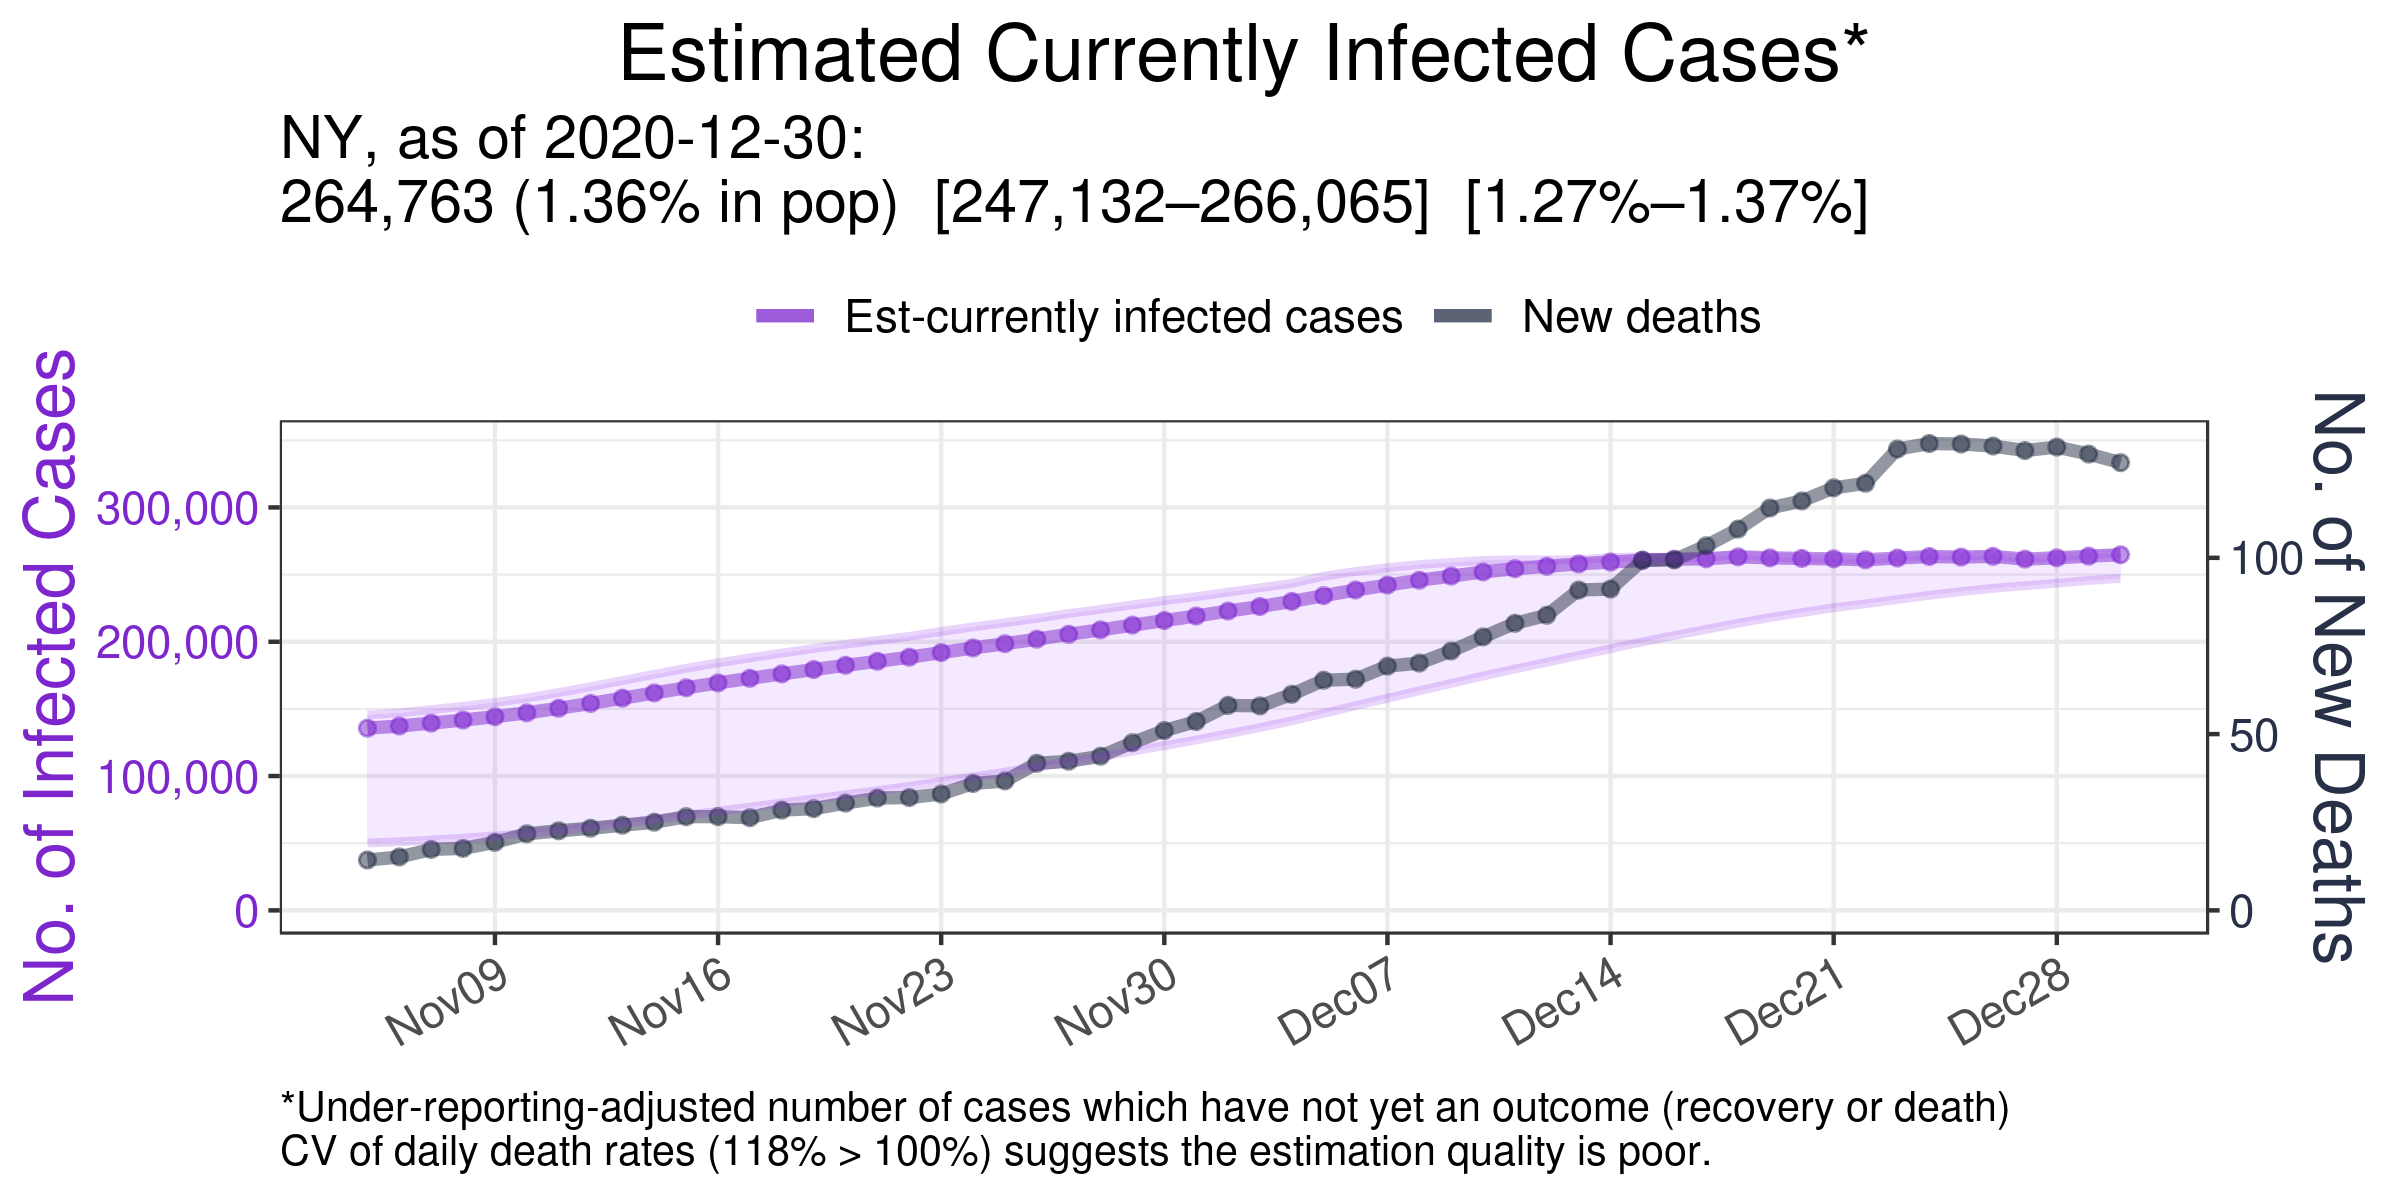 Estimated Currently Infected Cases*
NY, as of 2020-12-30:
264,763 (1.36% in pop) [247,132–266,065] [1.27%–1.37%]
Est-currently infected cases New deaths
No. of Infected Cases
300,000
200,000
100,000
0
No. of New Deaths
100
50
0
Nov09 Nov16 Nov23 Nov30 Dec07 Dec14 Dec21 Dec28
*Under-reporting-adjusted number of cases which have not yet an outcome (recovery or death)
CV of daily death rates (118% > 100%) suggests the estimation quality is poor.